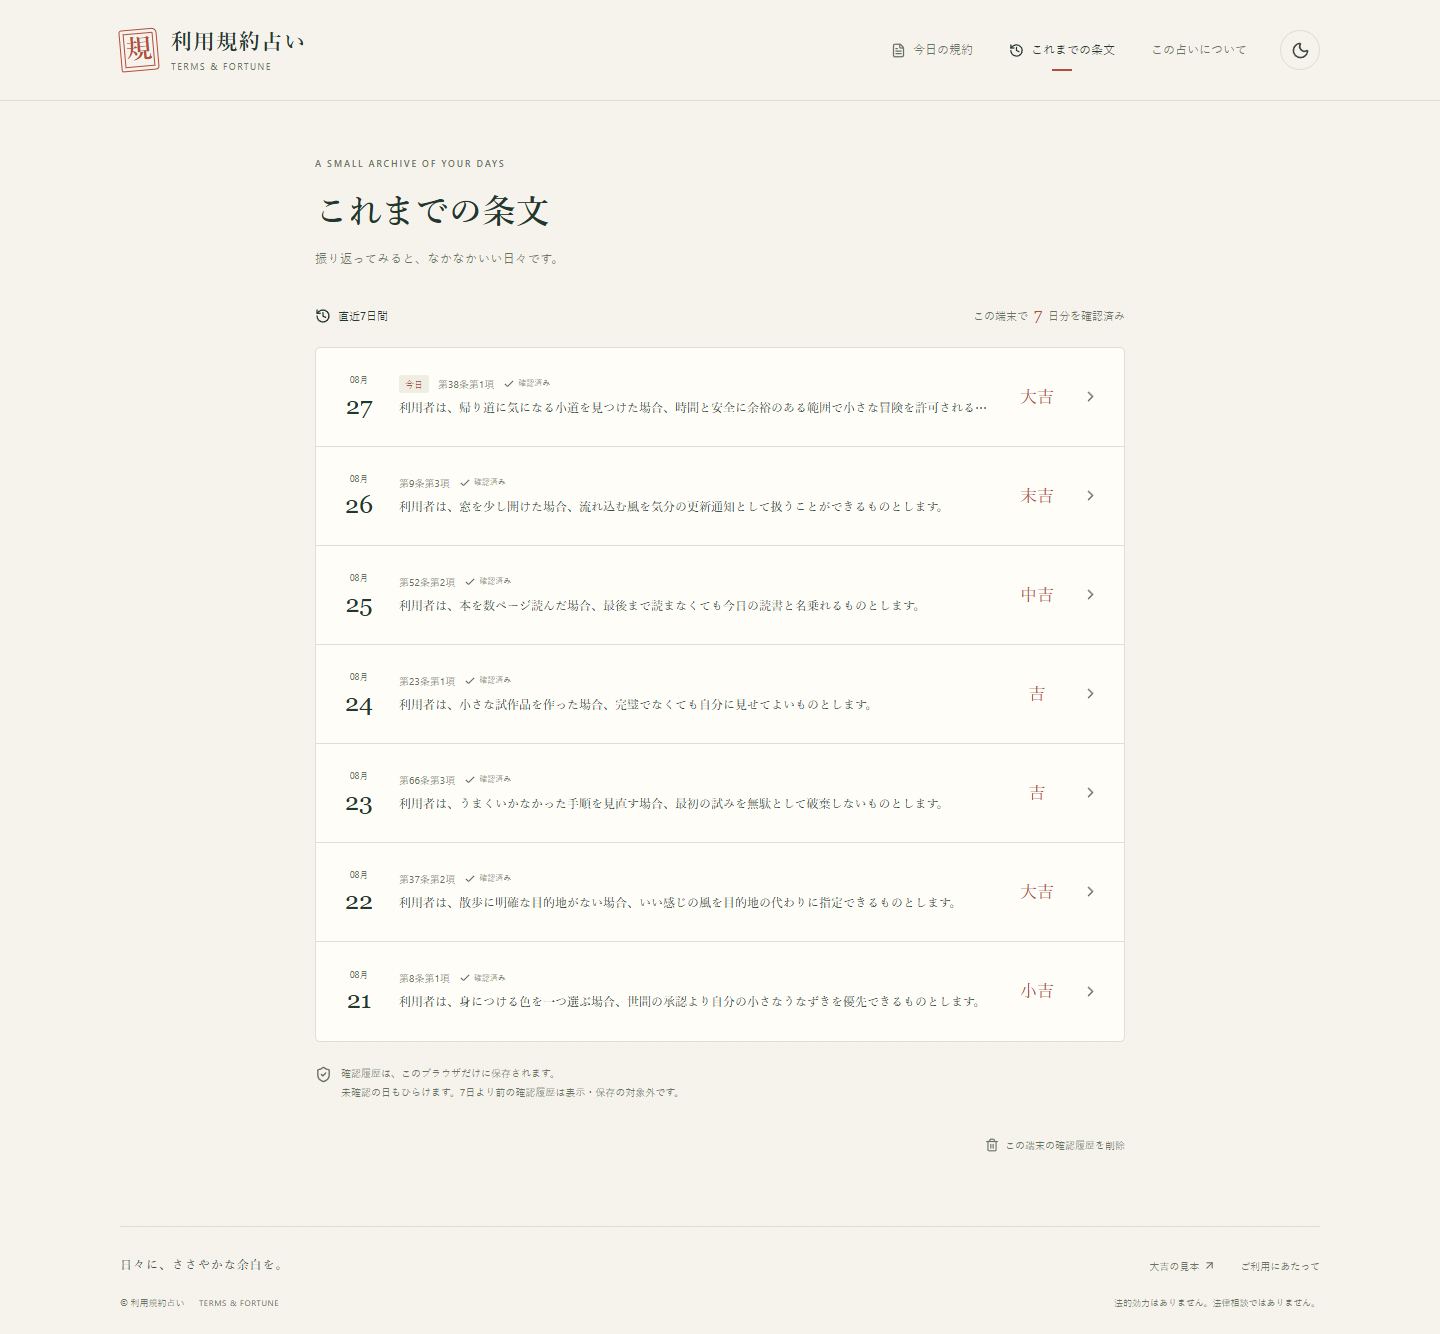 規
利用規約占い
TERMS & FORTUNE
今日の規約
これまでの条文
この占いについて
A SMALL ARCHIVE OF YOUR DAYS
これまでの条文
振り返ってみると、なかなかいい日々です。
直近7日間
この端末で 7 日分を確認済み
08月
27
今日 第38条第1項 確認済み
利用者は、帰り道に気になる小道を見つけた場合、時間と安全に余裕のある範囲で小さな冒険を許可される…
大吉
08月
26
第9条第3項 確認済み
利用者は、窓を少し開けた場合、流れ込む風を気分の更新通知として扱うことができるものとします。
末吉
08月
25
第52条第2項 確認済み
利用者は、本を数ページ読んだ場合、最後まで読まなくても今日の読書と名乗れるものとします。
中吉
08月
24
第23条第1項 確認済み
利用者は、小さな試作品を作った場合、完璧でなくても自分に見せてよいものとします。
吉
08月
23
第66条第3項 確認済み
利用者は、うまくいかなかった手順を見直す場合、最初の試みを無駄として破棄しないものとします。
吉
08月
22
第37条第2項 確認済み
利用者は、散歩に明確な目的地がない場合、いい感じの風を目的地の代わりに指定できるものとします。
大吉
08月
21
第8条第1項 確認済み
利用者は、身につける色を一つ選ぶ場合、世間の承認より自分の小さなうなずきを優先できるものとします。
小吉
確認履歴は、このブラウザだけに保存されます。
未確認の日もひらけます。7日より前の確認履歴は表示・保存の対象外です。
この端末の確認履歴を削除
日々に、ささやかな余白を。
大吉の見本
ご利用にあたって
© 利用規約占い TERMS & FORTUNE
法的効力はありません。法律相談ではありません。